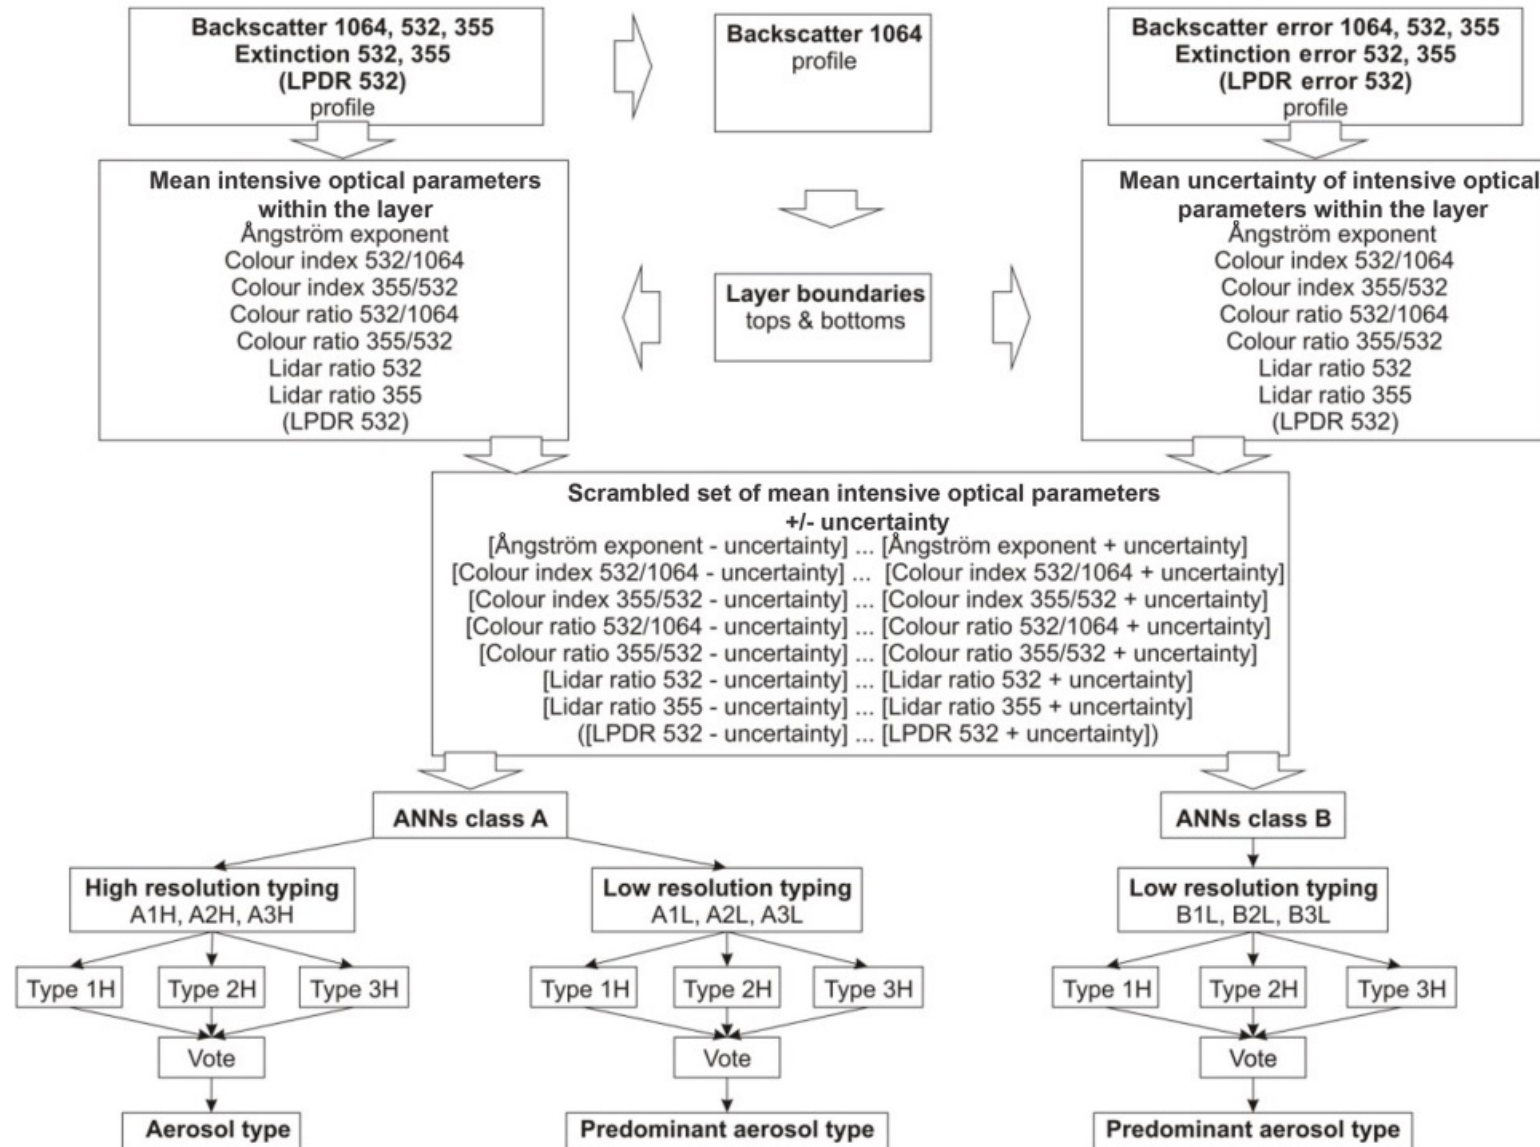 Backscatter 1064, 532, 355
Extinction 532, 355
(LPDR 532)
profile
Backscatter 1064
profile
Backscatter error 1064, 532, 355
Extinction error 532, 355
(LPDR error 532)
profile
Mean intensive optical parameters
within the layer
Ångström exponent
Colour index 532/1064
Colour index 355/532
Colour ratio 532/1064
Colour ratio 355/532
Lidar ratio 532
Lidar ratio 355
(LPDR 532)
Layer boundaries
tops & bottoms
Mean uncertainty of intensive optical
parameters within the layer
Ångström exponent
Colour index 532/1064
Colour index 355/532
Colour ratio 532/1064
Colour ratio 355/532
Lidar ratio 532
Lidar ratio 355
(LPDR 532)
Scrambled set of mean intensive optical parameters
+/- uncertainty
[Ångström exponent - uncertainty] ... [Ångström exponent + uncertainty]
[Colour index 532/1064 - uncertainty] ... [Colour index 532/1064 + uncertainty]
[Colour index 355/532 - uncertainty] ... [Colour index 355/532 + uncertainty]
[Colour ratio 532/1064 - uncertainty] ... [Colour ratio 532/1064 + uncertainty]
[Colour ratio 355/532 - uncertainty] ... [Colour ratio 355/532 + uncertainty]
[Lidar ratio 532 - uncertainty] ... [Lidar ratio 532 + uncertainty]
[Lidar ratio 355 - uncertainty] ... [Lidar ratio 355 + uncertainty]
([LPDR 532 - uncertainty] ... [LPDR 532 + uncertainty])
ANNs class A
ANNs class B
High resolution typing
A1H, A2H, A3H
Low resolution typing
A1L, A2L, A3L
Low resolution typing
B1L, B2L, B3L
Type 1H
Type 2H
Type 3H
Type 1H
Type 2H
Type 3H
Type 1H
Type 2H
Type 3H
Vote
Vote
Vote
Aerosol type
Predominant aerosol type
Predominant aerosol type